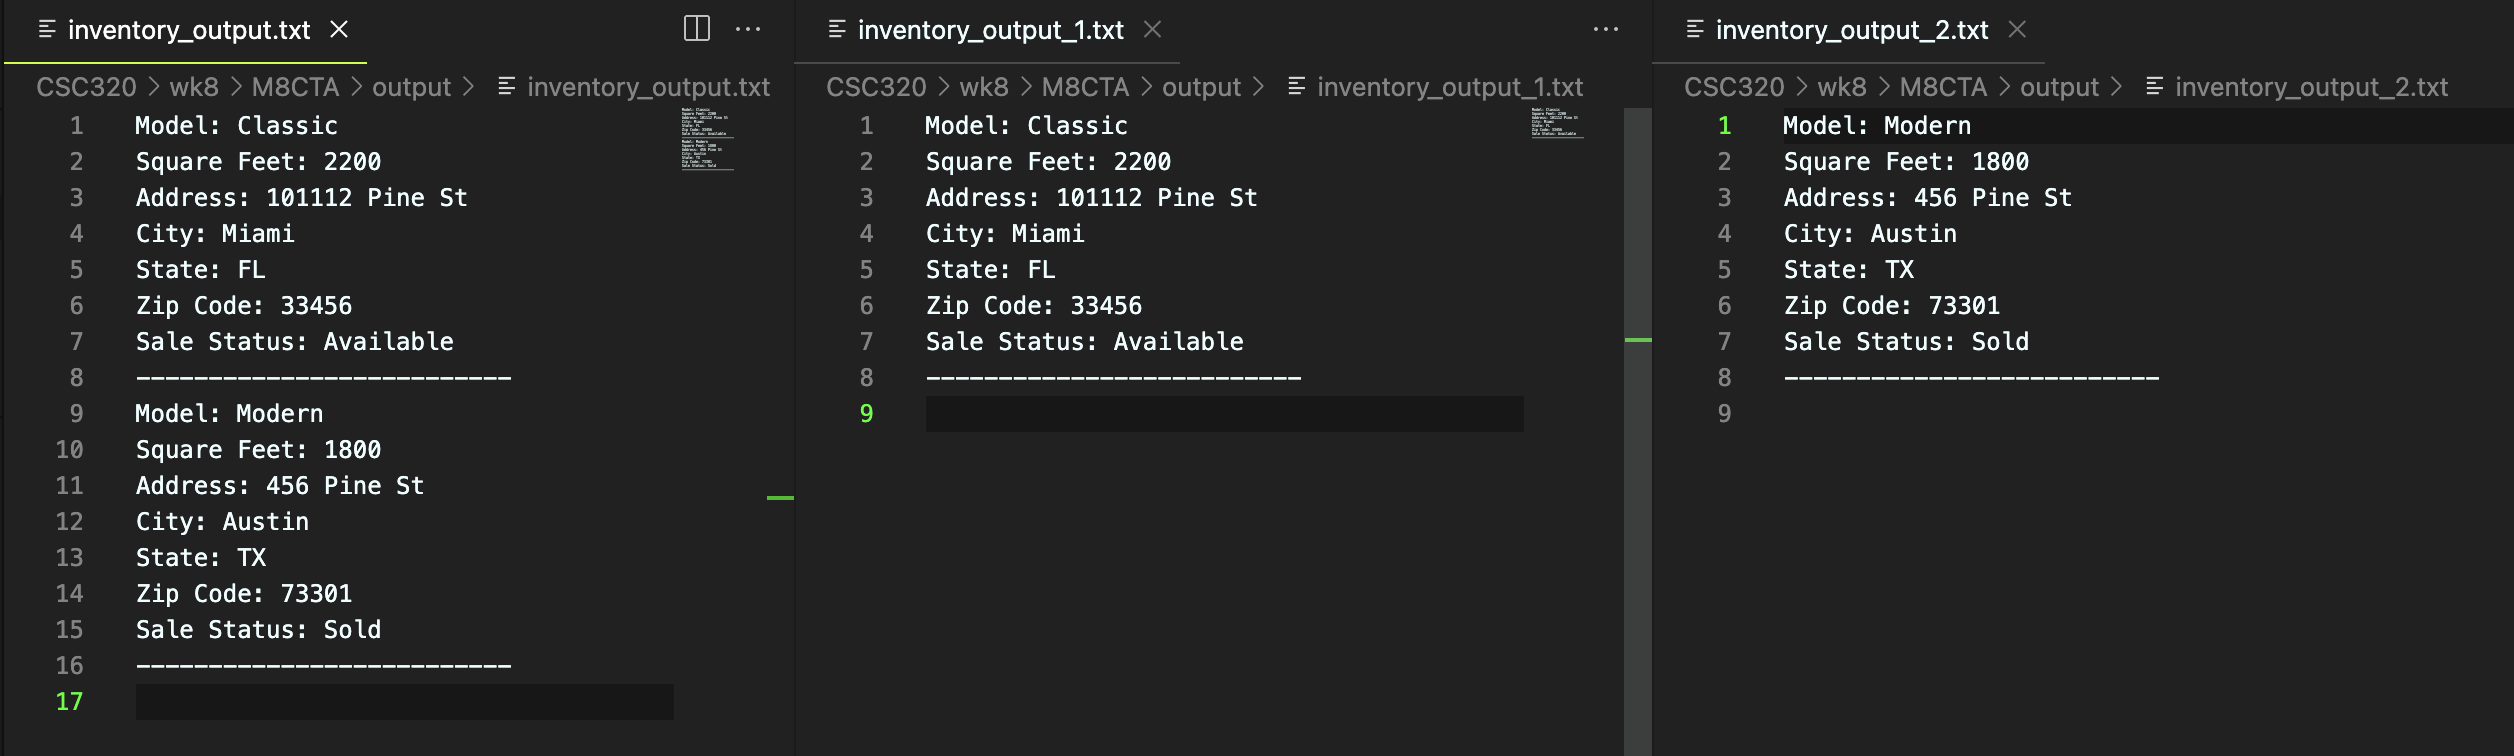 inventory_output.txt
CSC320 > wk8 > M8CTA > output > inventory_output.txt
1 Model: Classic
2 Square Feet: 2200
3 Address: 101112 Pine St
4 City: Miami
5 State: FL
6 Zip Code: 33456
7 Sale Status: Available
8 --------------------------
9 Model: Modern
10 Square Feet: 1800
11 Address: 456 Pine St
12 City: Austin
13 State: TX
14 Zip Code: 73301
15 Sale Status: Sold
16 --------------------------
17
inventory_output_1.txt
CSC320 > wk8 > M8CTA > output > inventory_output_1.txt
1 Model: Classic
2 Square Feet: 2200
3 Address: 101112 Pine St
4 City: Miami
5 State: FL
6 Zip Code: 33456
7 Sale Status: Available
8 --------------------------
9
inventory_output_2.txt
CSC320 > wk8 > M8CTA > output > inventory_output_2.txt
1 Model: Modern
2 Square Feet: 1800
3 Address: 456 Pine St
4 City: Austin
5 State: TX
6 Zip Code: 73301
7 Sale Status: Sold
8 --------------------------
9